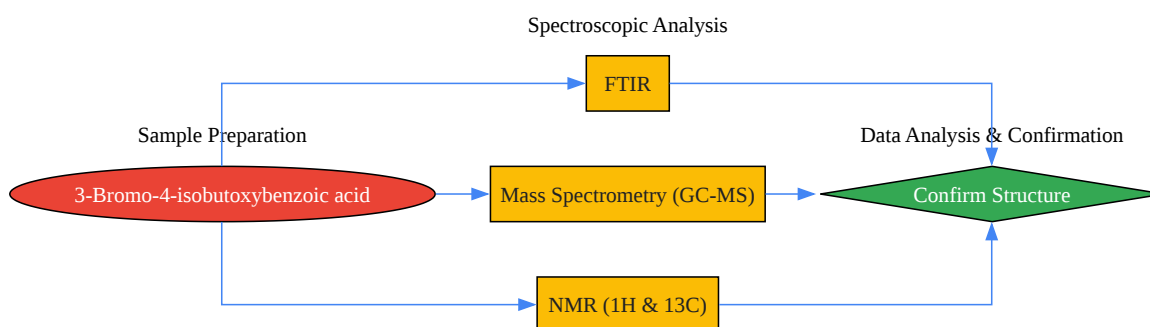 Spectroscopic Analysis
FTIR
Sample Preparation
Data Analysis & Confirmation
3-Bromo-4-isobutoxybenzoic acid
Mass Spectrometry (GC-MS)
Confirm Structure
NMR (1H & 13C)